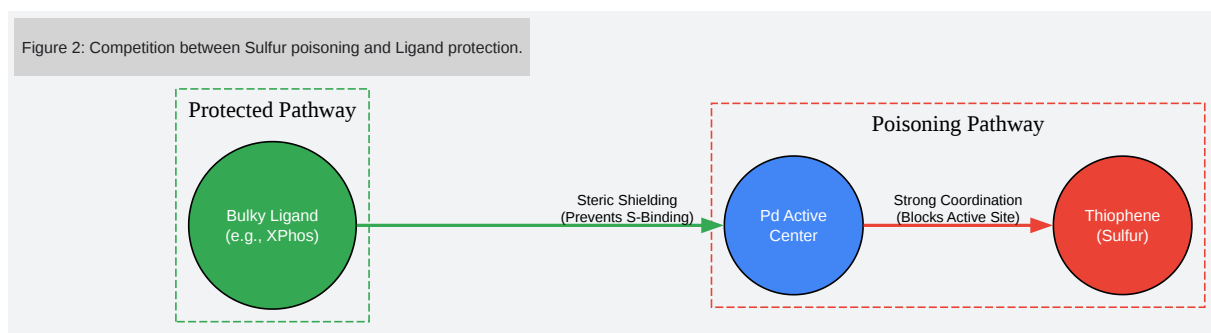 Figure 2: Competition between Sulfur poisoning and Ligand protection.
Protected Pathway
Bulky Ligand
(e.g., XPhos)
Steric Shielding
(Prevents S-Binding)
Poisoning Pathway
Pd Active
Center
Strong Coordination
(Blocks Active Site)
Thiophene
(Sulfur)